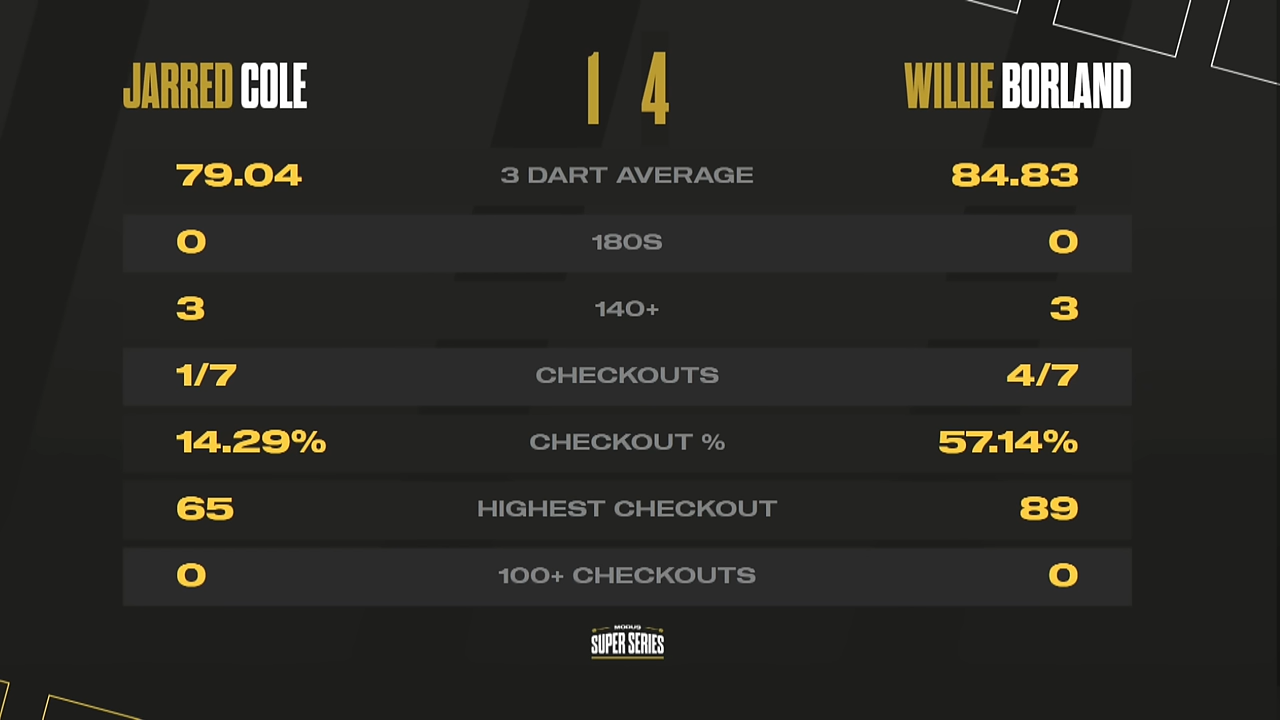 JARRED COLE 1 4 WILLIE BORLAND
79.04 3 DART AVERAGE 84.83
0 180S 0
3 140+ 3
1/7 CHECKOUTS 4/7
14.29% CHECKOUT % 57.14%
65 HIGHEST CHECKOUT 89
0 100+ CHECKOUTS 0
MODUS
SUPER SERIES